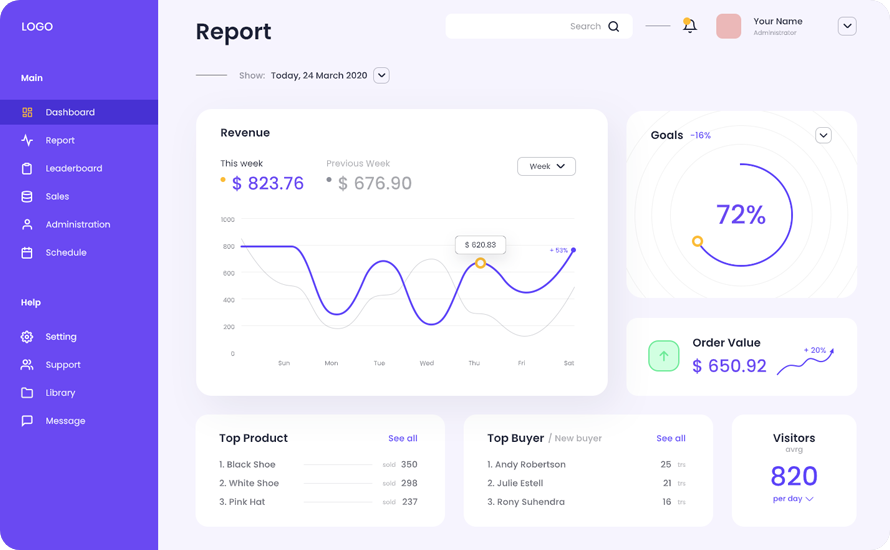 LOGO
Main
Dashboard
Report
Leaderboard
Sales
Administration
Schedule
Help
Setting
Support
Library
Message
Report
Search
Your Name
Administrator
Show: Today, 24 March 2020
Revenue
This week
$ 823.76
Previous Week
$ 676.90
Week
1000
800
600
400
200
0
$ 620.83
+ 53%
Sun Mon Tue Wed Thu Fri Sat
Goals -16%
72%
Order Value
$ 650.92
+ 20%
Top Product See all
1. Black Shoe sold 350
2. White Shoe sold 298
3. Pink Hat sold 237
Top Buyer / New buyer See all
1. Andy Robertson 25 trs
2. Julie Estell 21 trs
3. Rony Suhendra 16 trs
Visitors
avrg
820
per day